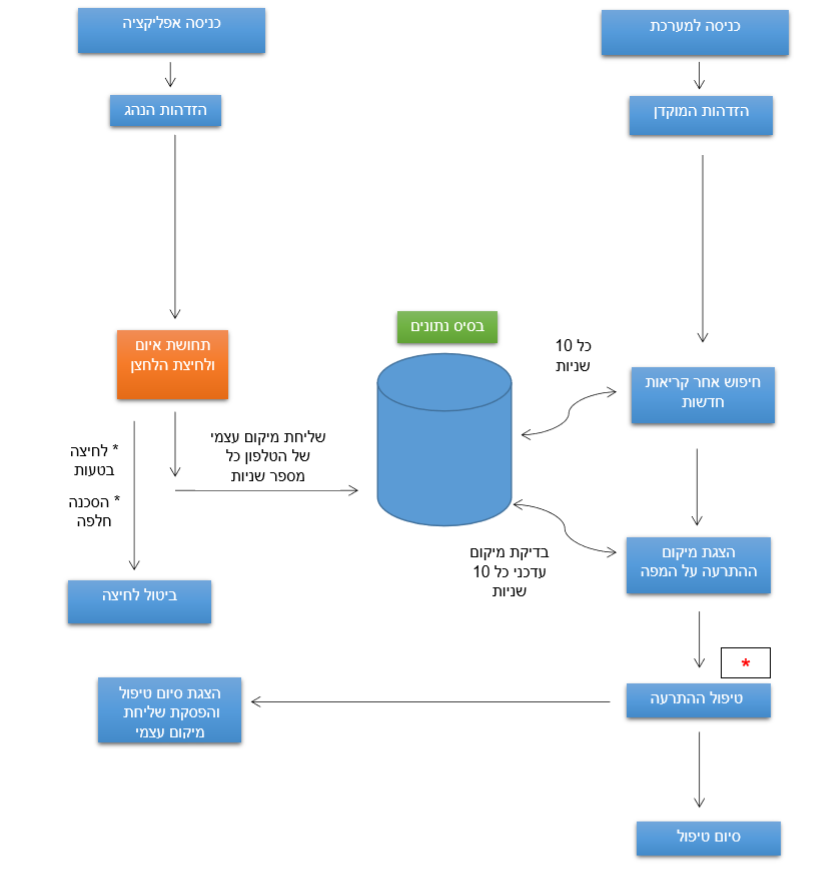 כניסה למערכת
הזדהות המוקדן
כניסה אפליקציה
הזדהות הנהג
בסיס נתונים
תחושת איום
ולחיצת הלחצן
כל 10
שניות
חיפוש אחר קריאות
חדשות
שליחת מיקום עצמי
של הטלפון כל
מספר שניות
* לחיצה
בטעות
* הסכנה
חלפה
בדיקת מיקום
עדכני כל 10
שניות
הצגת מיקום
ההתרעה על המפה
ביטול לחיצה
*
טיפול ההתרעה
הצגת סיום טיפול
והפסקת שליחת
מיקום עצמי
סיום טיפול